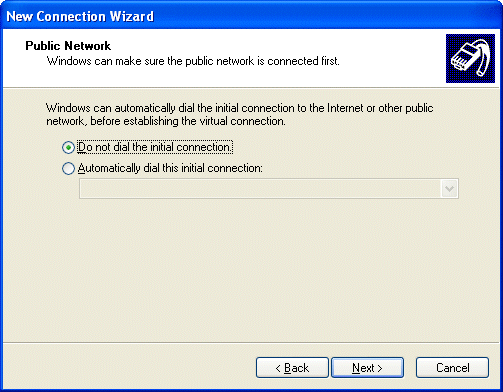 New Connection Wizard
Public Network
Windows can make sure the public network is connected first.
Windows can automatically dial the initial connection to the Internet or other public
network, before establishing the virtual connection.
Do not dial the initial connection.
Automatically dial this initial connection:
< Back Next > Cancel